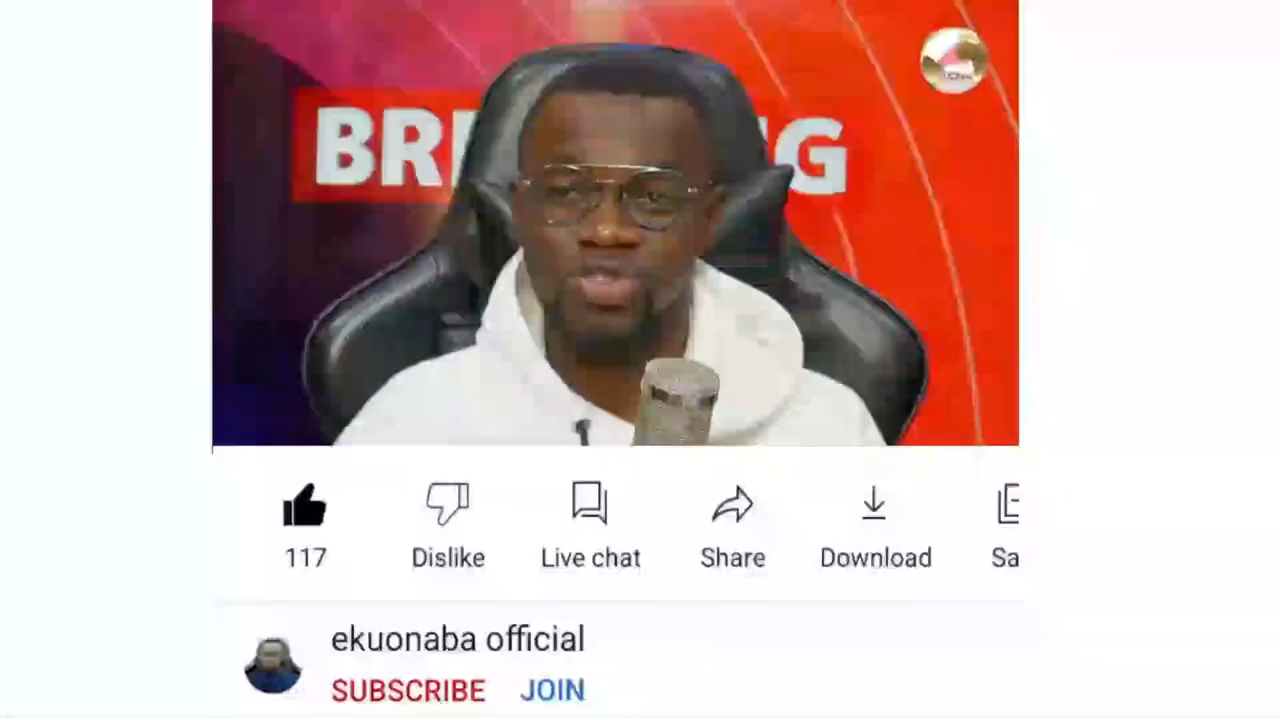 BR G
117 Dislike Live chat Share Download Sa
ekuonaba official
SUBSCRIBE JOIN